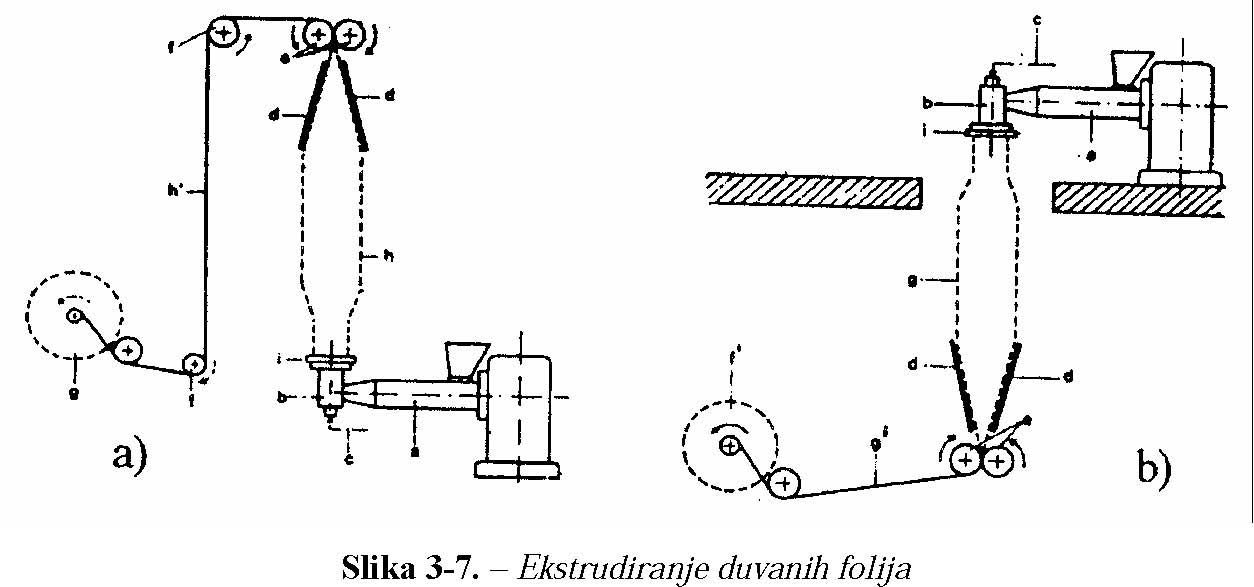 f
e
d
d
h'
h
g
f
i
b
c
a
a)
c
b
i
a
g
d
d
f'
e
g'
b)
Slika 3-7. – Ekstrudiranje duvanih folija